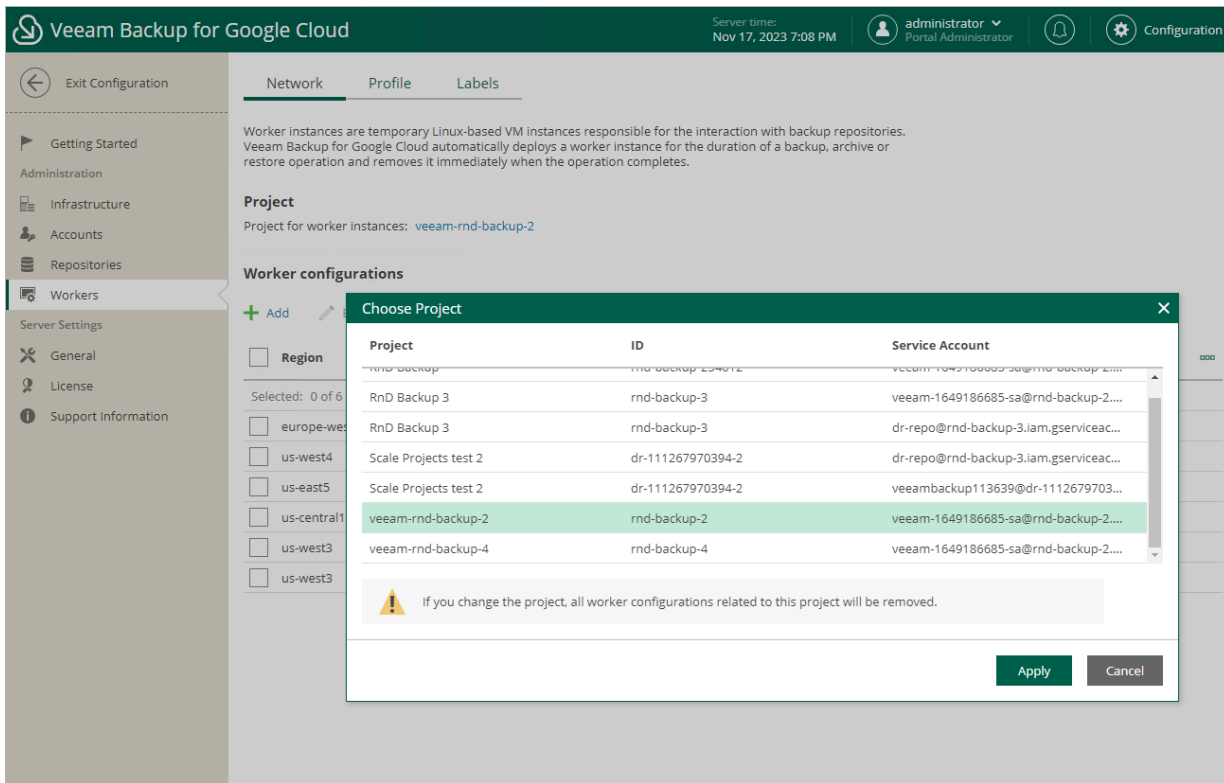 Veeam Backup for Google Cloud
Server time:
Nov 17, 2023 7:08 PM
administrator
Portal Administrator
Configuration
Exit Configuration
Getting Started
Administration
Infrastructure
Accounts
Repositories
Workers
Server Settings
General
License
Support Information
Network Profile Labels
Worker instances are temporary Linux-based VM instances responsible for the interaction with backup repositories.
Veeam Backup for Google Cloud automatically deploys a worker instance for the duration of a backup, archive or
restore operation and removes it immediately when the operation completes.
Project
Project for worker instances: veeam-rnd-backup-2
Worker configurations
Add
Region
Selected: 0 of 6
europe-wes
us-west4
us-east5
us-central1
us-west3
us-west3
Choose Project
Project ID Service Account
RnD Backup
RnD Backup 3 rnd-backup-3 veeam-1649186685-sa@rnd-backup-2....
RnD Backup 3 rnd-backup-3 dr-repo@rnd-backup-3.iam.gserviceac...
Scale Projects test 2 dr-111267970394-2 dr-repo@rnd-backup-3.iam.gserviceac...
Scale Projects test 2 dr-111267970394-2 veeambackup113639@dr-1112679703...
veeam-rnd-backup-2 rnd-backup-2 veeam-1649186685-sa@rnd-backup-2....
veeam-rnd-backup-4 rnd-backup-4 veeam-1649186685-sa@rnd-backup-2....
If you change the project, all worker configurations related to this project will be removed.
Apply Cancel